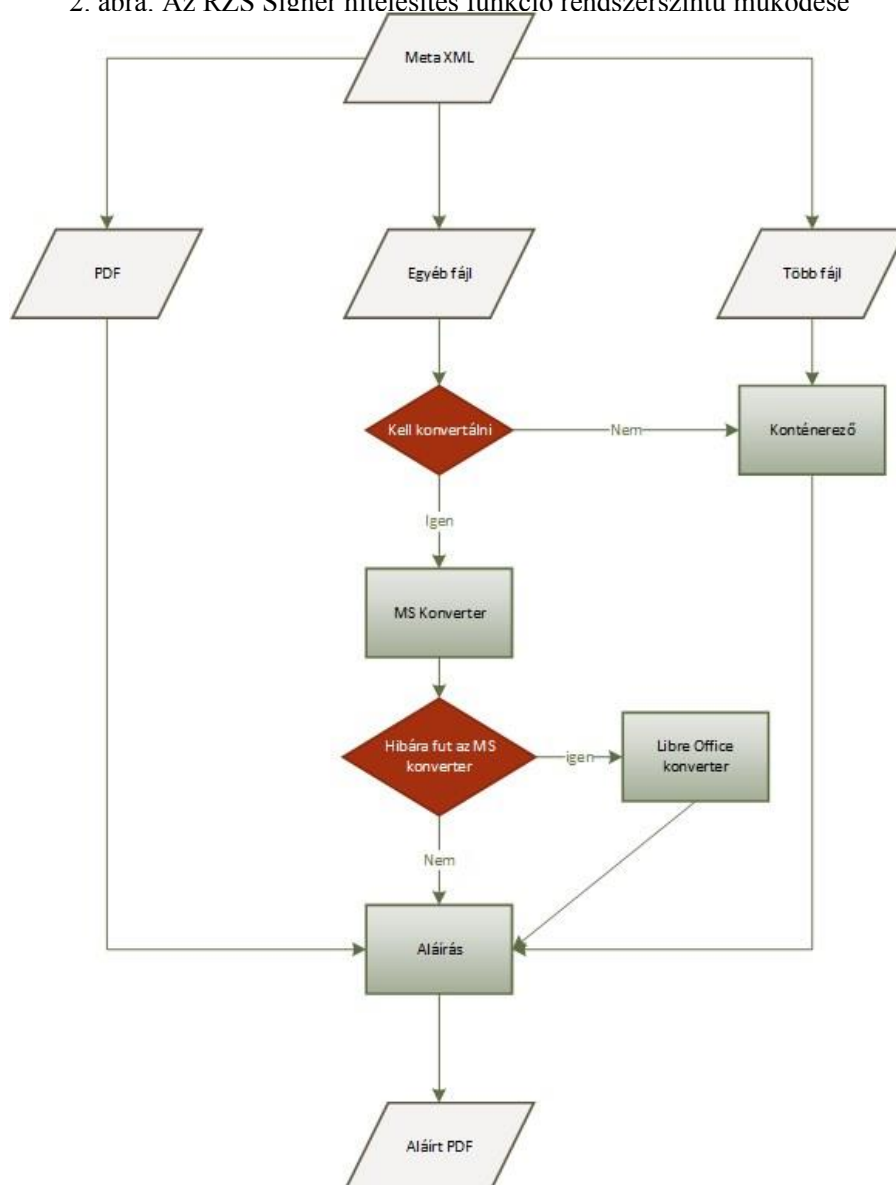 2. ábra: Az RZS Signer hitelesítés funkció rendszerszintű működése
Meta XML
PDF
Egyéb fájl
Több fájl
Kell konvertálni
Nem
Konténerező
Igen
MS Konverter
Hibára fut az MS
konverter
igen
Libre Office
konverter
Nem
Aláírás
Aláírt PDF